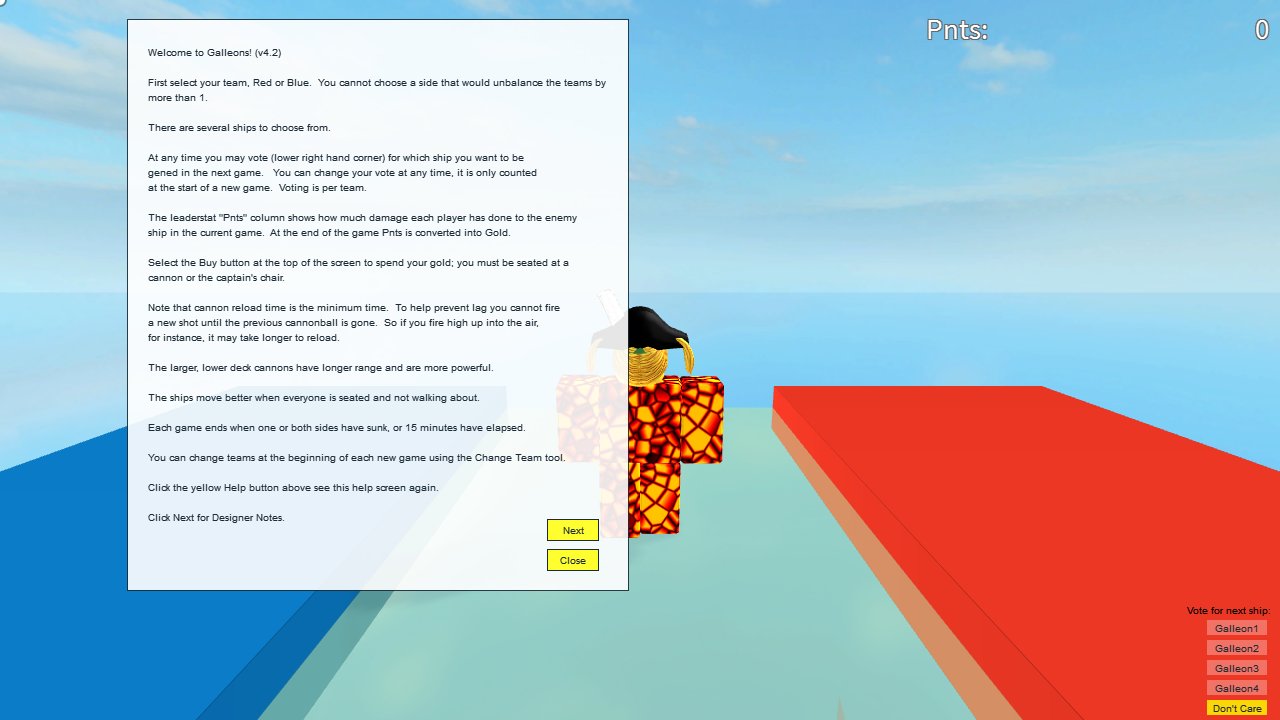 Pnts: 0
Welcome to Galleons! (v4.2)
First select your team, Red or Blue.  You cannot choose a side that would unbalance the teams by
more than 1.
There are several ships to choose from.
At any time you may vote (lower right hand corner) for which ship you want to be
gened in the next game.   You can change your vote at any time, it is only counted
at the start of a new game.  Voting is per team.
The leaderstat "Pnts" column shows how much damage each player has done to the enemy
ship in the current game.  At the end of the game Pnts is converted into Gold.
Select the Buy button at the top of the screen to spend your gold; you must be seated at a
cannon or the captain's chair.
Note that cannon reload time is the minimum time.  To help prevent lag you cannot fire
a new shot until the previous cannonball is gone.  So if you fire high up into the air,
for instance, it may take longer to reload.
The larger, lower deck cannons have longer range and are more powerful.
The ships move better when everyone is seated and not walking about.
Each game ends when one or both sides have sunk, or 15 minutes have elapsed.
You can change teams at the beginning of each new game using the Change Team tool.
Click the yellow Help button above see this help screen again.
Click Next for Designer Notes.
Next
Close
Vote for next ship:
Galleon1
Galleon2
Galleon3
Galleon4
Don't Care